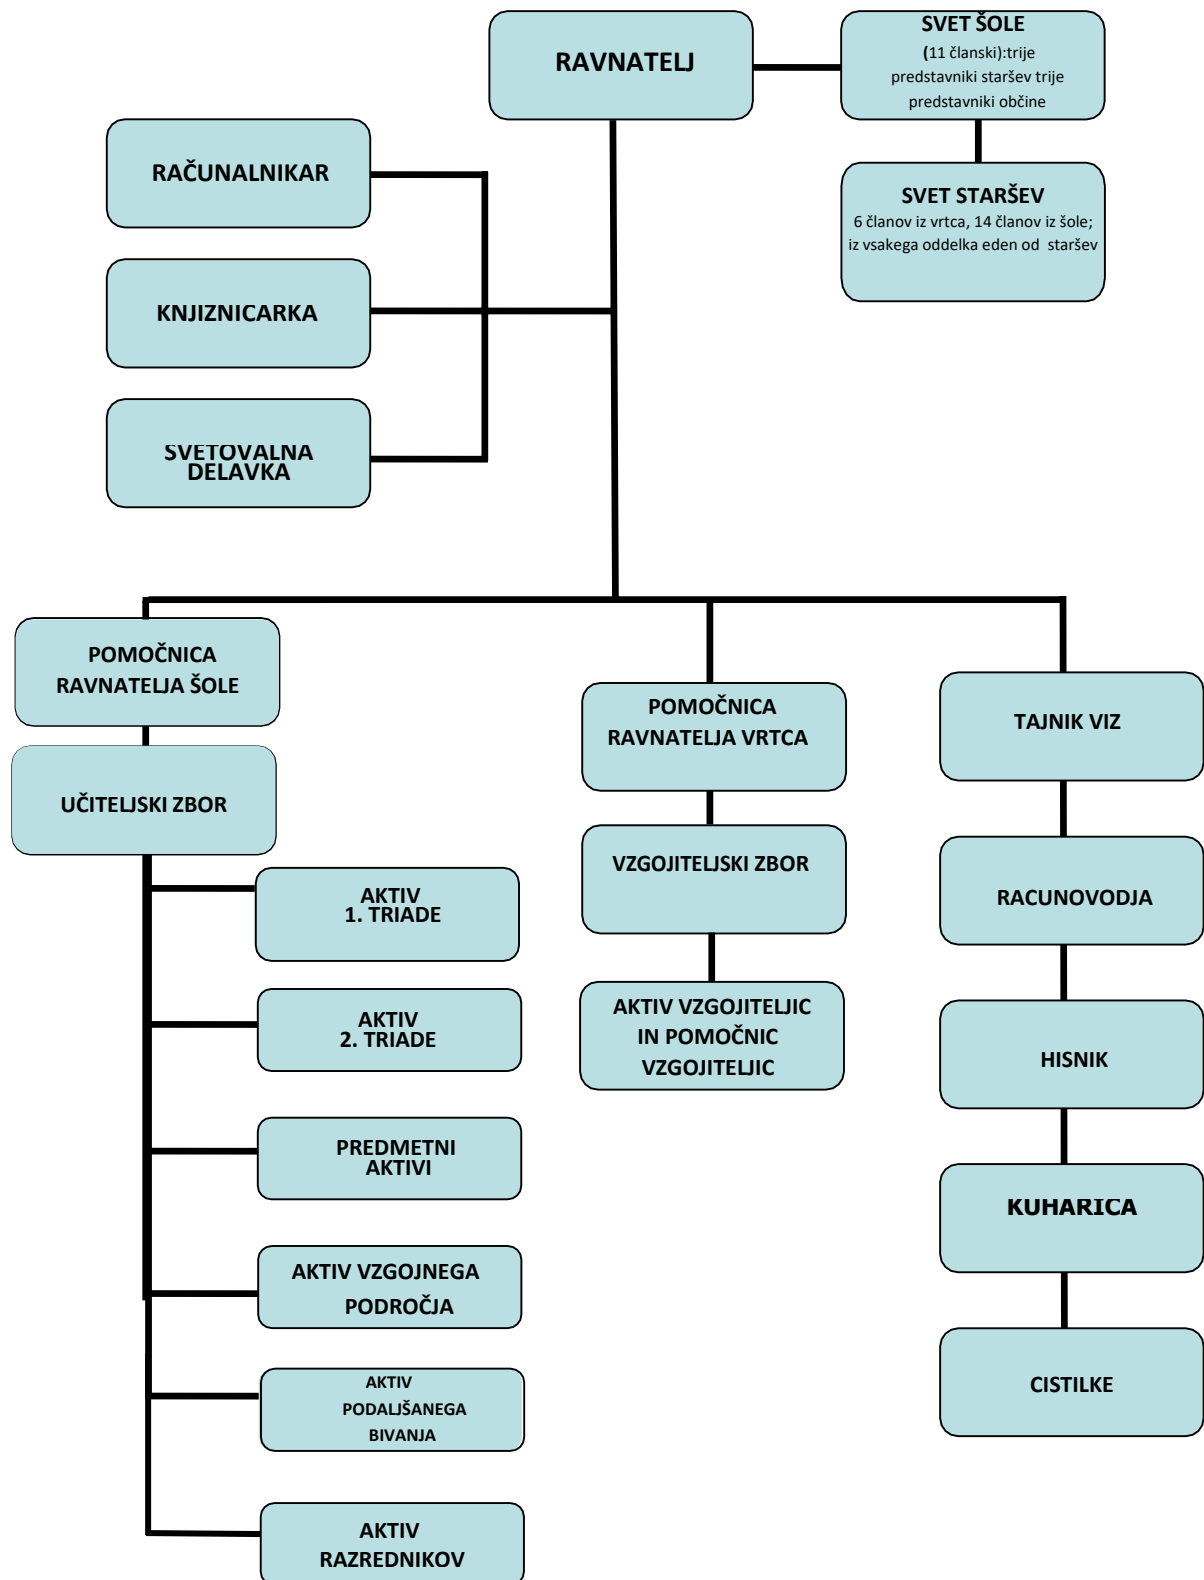 RAVNATELJ
SVET ŠOLE
(11 članski):trije
predstavniki staršev trije
predstavniki občine
RAČUNALNIKAR
SVET STARŠEV
6 članov iz vrtca, 14 članov iz šole;
iz vsakega oddelka eden od staršev
KNJIZNICARKA
SVETOVALNA
DELAVKA
POMOČNICA
RAVNATELJA ŠOLE
POMOČNICA
RAVNATELJA VRTCA
TAJNIK VIZ
UČITELJSKI ZBOR
VZGOJITELJSKI ZBOR
RACUNOVODJA
AKTIV
1. TRIADE
AKTIV
2. TRIADE
AKTIV VZGOJITELJIC
IN POMOČNIC
VZGOJITELJIC
HISNIK
PREDMETNI
AKTIVI
KUHARICA
AKTIV VZGOJNEGA
PODROČJA
AKTIV
PODALJŠANEGA
BIVANJA
CISTILKE
AKTIV
RAZREDNIKOV